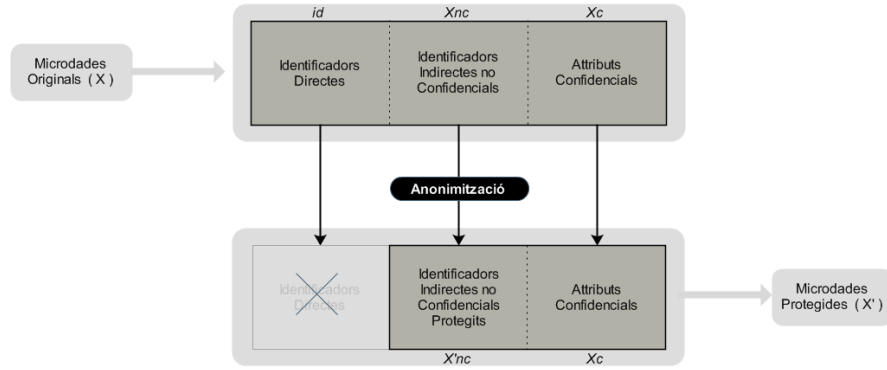 id
Xnc
Xc
Microdades
Originals ( X )
Identificadors
Directes
Identificadors
Indirectes no
Confidencials
Attributs
Confidencials
Anonimització
Identificadors
Directes
Identificadors
Indirectes no
Confidencials
Protegits
Attributs
Confidencials
Microdades
Protegides ( X' )
X'nc
Xc